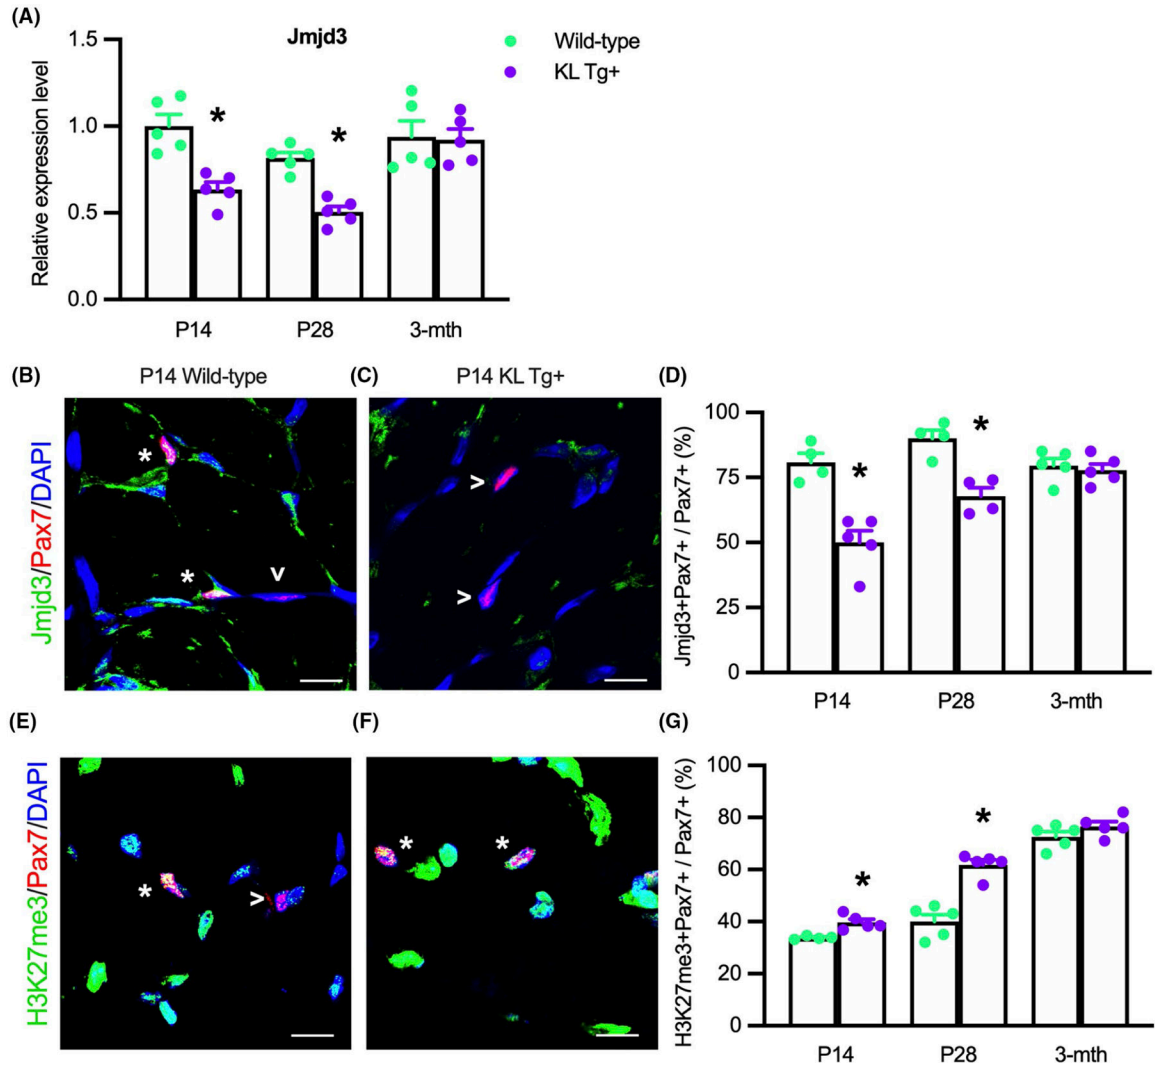 (A)
Jmjd3
Wild-type
KL Tg+
Relative expression level
1.5
1.0
0.5
0.0
*
*
P14
P28
3-mth
(B)
P14 Wild-type
(C)
P14 KL Tg+
(D)
Jmjd3/Pax7/DAPI
*
*
>
>
>
Jmjd3+Pax7+ / Pax7+ (%)
100
75
50
25
0
*
*
P14
P28
3-mth
(E)
(F)
(G)
H3K27me3/Pax7/DAPI
*
>
*
*
H3K27me3+Pax7+ / Pax7+ (%)
100
80
60
40
20
0
*
*
P14
P28
3-mth